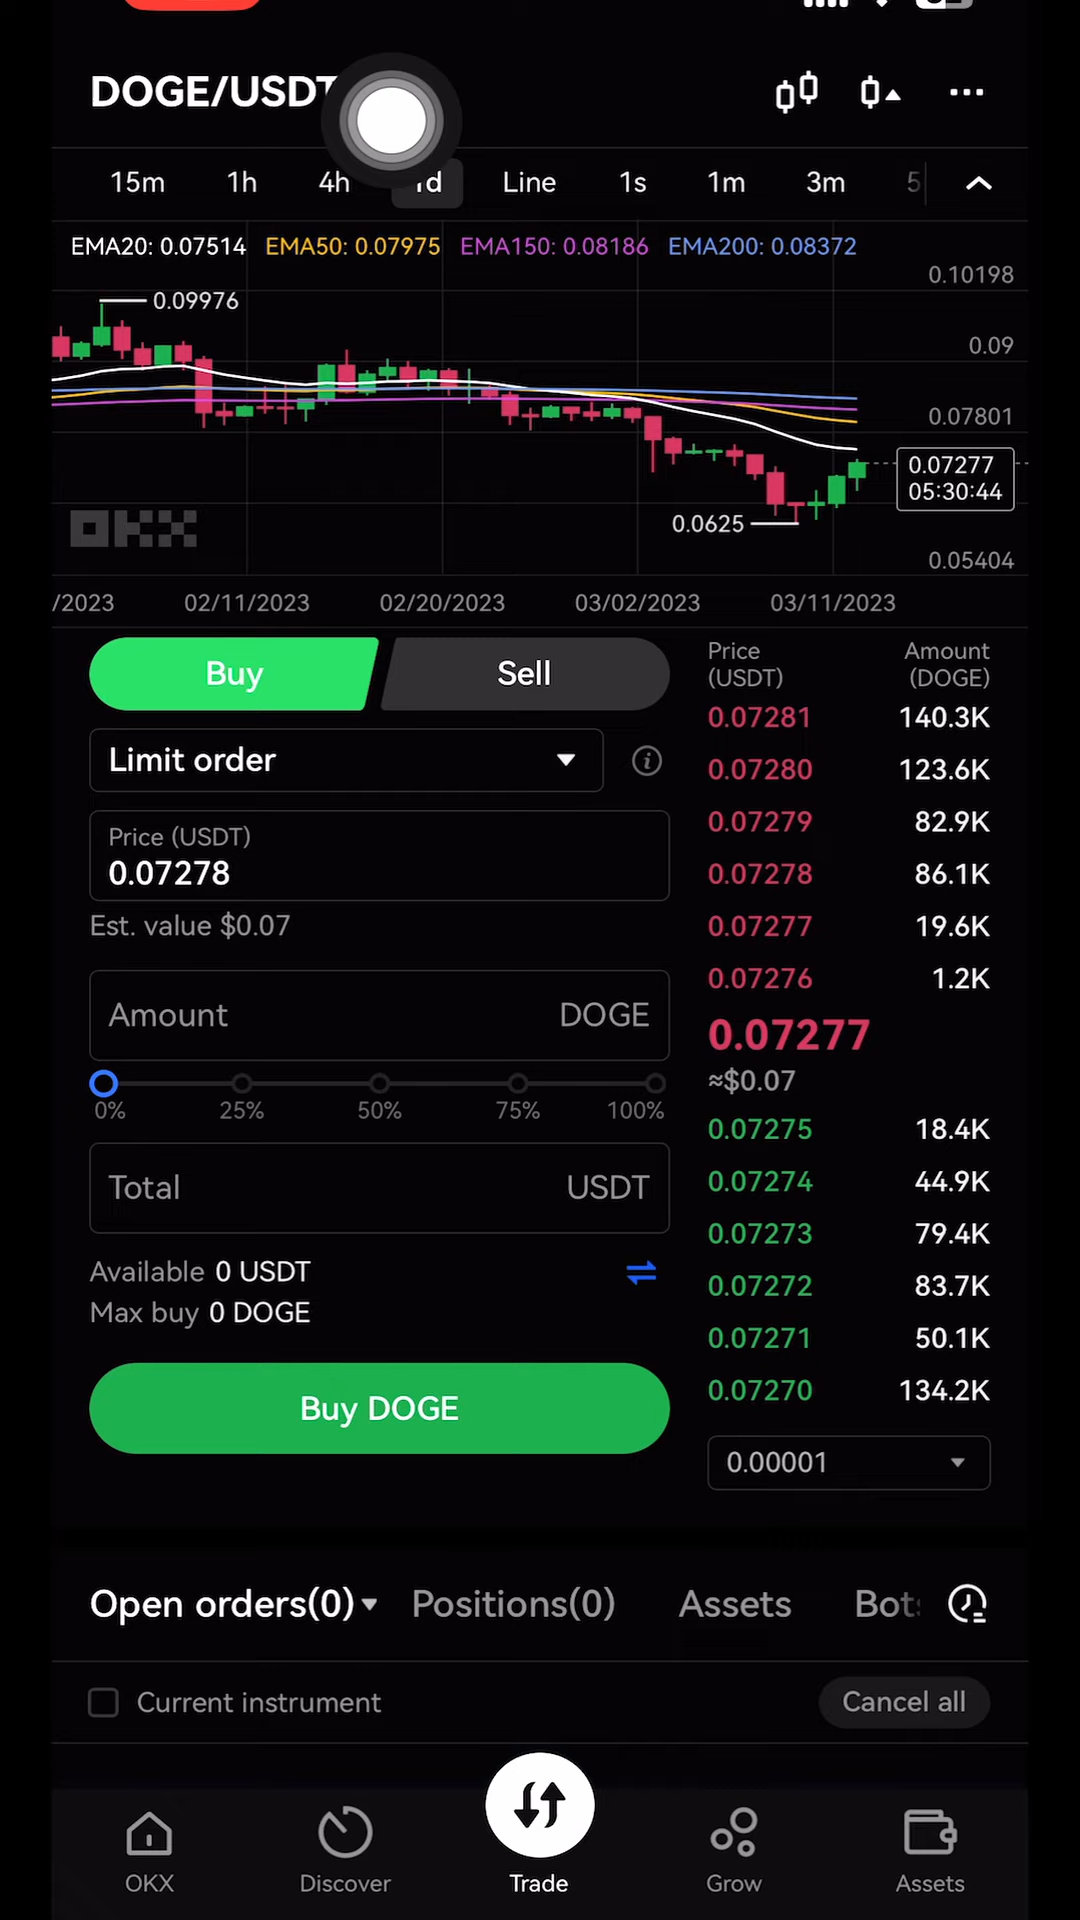 DOGE/USDT
15m 1h 4h 1d Line 1s 1m 3m 5
EMA20: 0.07514 EMA50: 0.07975 EMA150: 0.08186 EMA200: 0.08372
0.10198
0.09976
0.09
0.07801
0.07277
05:30:44
0.0625
OKX
0.05404
/2023 02/11/2023 02/20/2023 03/02/2023 03/11/2023
Buy Sell
Limit order
Price (USDT)
0.07278
Est. value $0.07
Amount DOGE
0% 25% 50% 75% 100%
Total USDT
Available 0 USDT
Max buy 0 DOGE
Buy DOGE
Price Amount
(USDT) (DOGE)
0.07281 140.3K
0.07280 123.6K
0.07279 82.9K
0.07278 86.1K
0.07277 19.6K
0.07276 1.2K
0.07277
≈$0.07
0.07275 18.4K
0.07274 44.9K
0.07273 79.4K
0.07272 83.7K
0.07271 50.1K
0.07270 134.2K
0.00001
Open orders(0) Positions(0) Assets Bots
Current instrument Cancel all
OKX Discover Trade Grow Assets